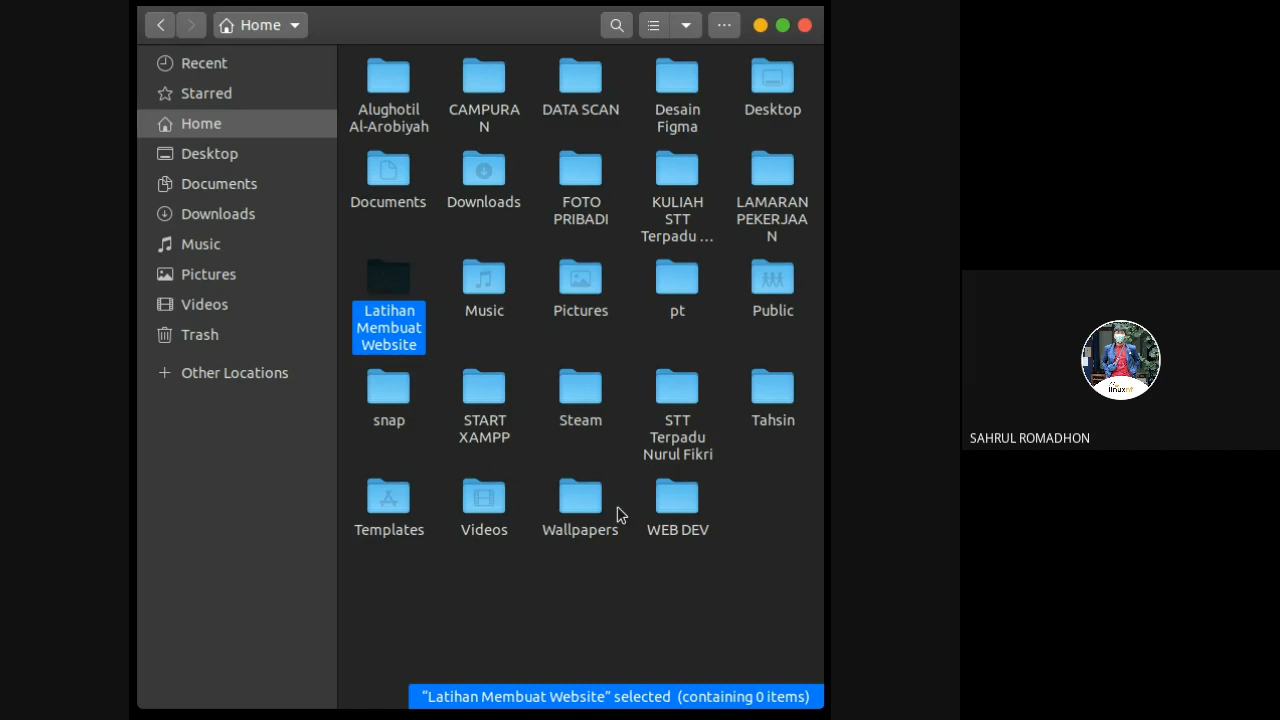 Home
Recent
Starred
Home
Desktop
Documents
Downloads
Music
Pictures
Videos
Trash
Other Locations
Alughotil
Al-Arobiyah
CAMPURA
N
DATA SCAN
Desain
Figma
Desktop
Documents
Downloads
FOTO
PRIBADI
KULIAH
STT
Terpadu ...
LAMARAN
PEKERJAA
N
Latihan
Membuat
Website
Music
Pictures
pt
Public
snap
START
XAMPP
Steam
STT
Terpadu
Nurul Fikri
Tahsin
Templates
Videos
Wallpapers
WEB DEV
“Latihan Membuat Website” selected (containing 0 items)
linuxnf
SAHRUL ROMADHON